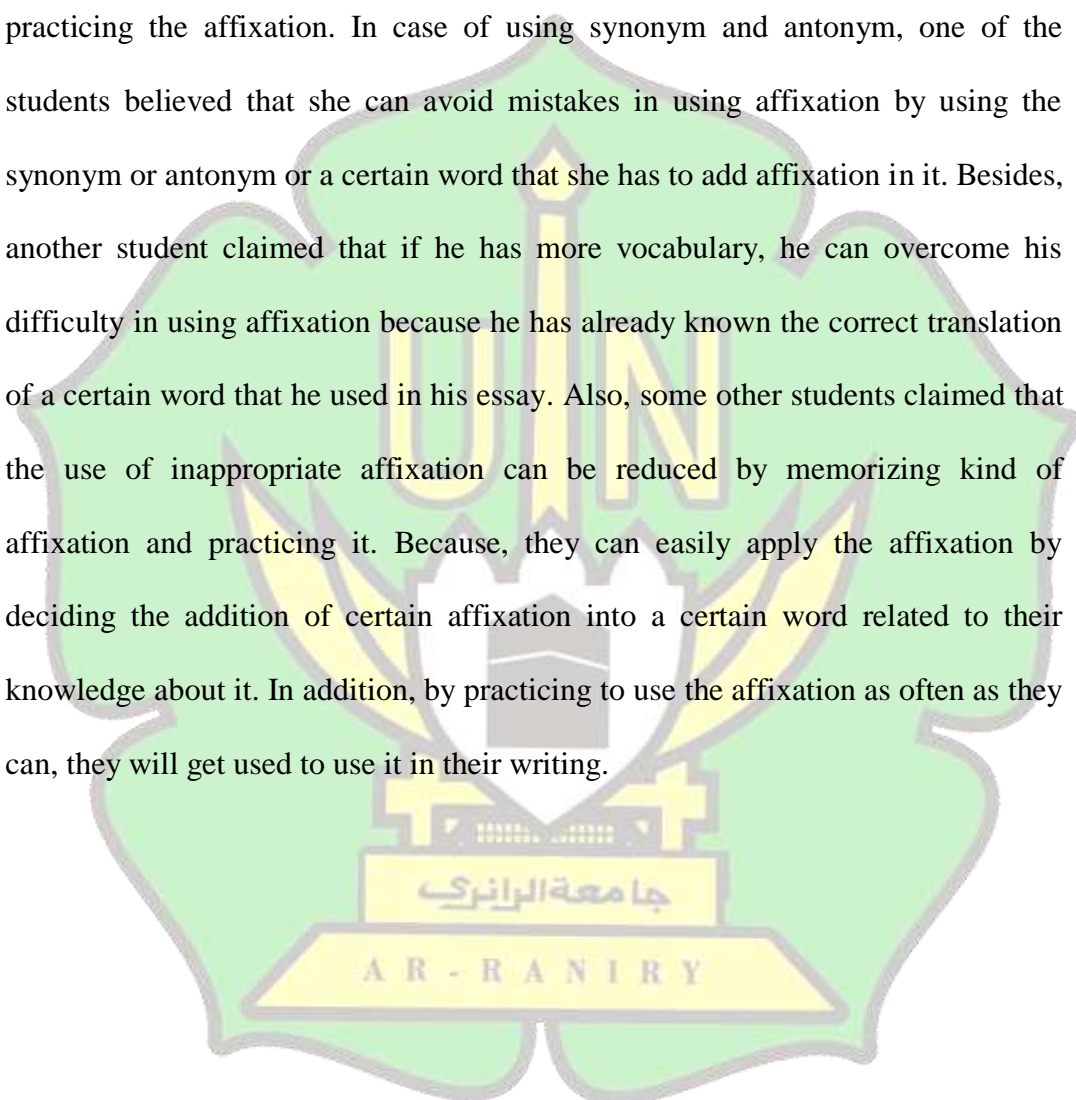 practicing the affixation. In case of using synonym and antonym, one of the
students believed that she can avoid mistakes in using affixation by using the
synonym or antonym or a certain word that she has to add affixation in it. Besides,
another student claimed that if he has more vocabulary, he can overcome his
difficulty in using affixation because he has already known the correct translation
of a certain word that he used in his essay. Also, some other students claimed that
the use of inappropriate affixation can be reduced by memorizing kind of
affixation and practicing it. Because, they can easily apply the affixation by
deciding the addition of certain affixation into a certain word related to their
knowledge about it. In addition, by practicing to use the affixation as often as they
can, they will get used to use it in their writing.
UIN
جامعة الرانري
AR-RANIRY